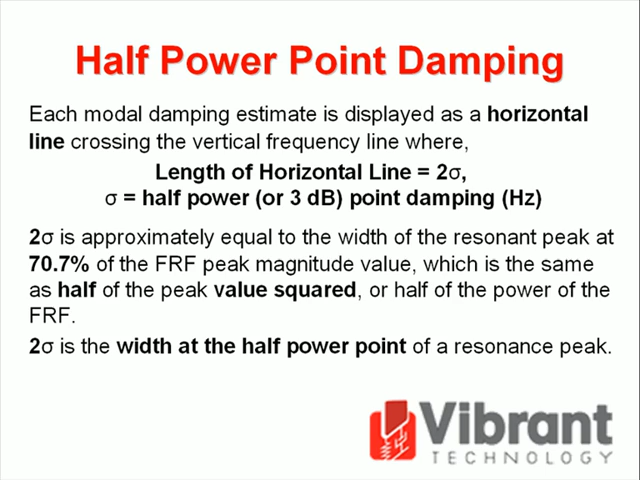 Half Power Point Damping
Each modal damping estimate is displayed as a horizontal
line crossing the vertical frequency line where,
Length of Horizontal Line = 2σ,
σ = half power (or 3 dB) point damping (Hz)
2σ is approximately equal to the width of the resonant peak at
70.7% of the FRF peak magnitude value, which is the same
as half of the peak value squared, or half of the power of the
FRF.
2σ is the width at the half power point of a resonance peak.
Vibrant
TECHNOLOGY